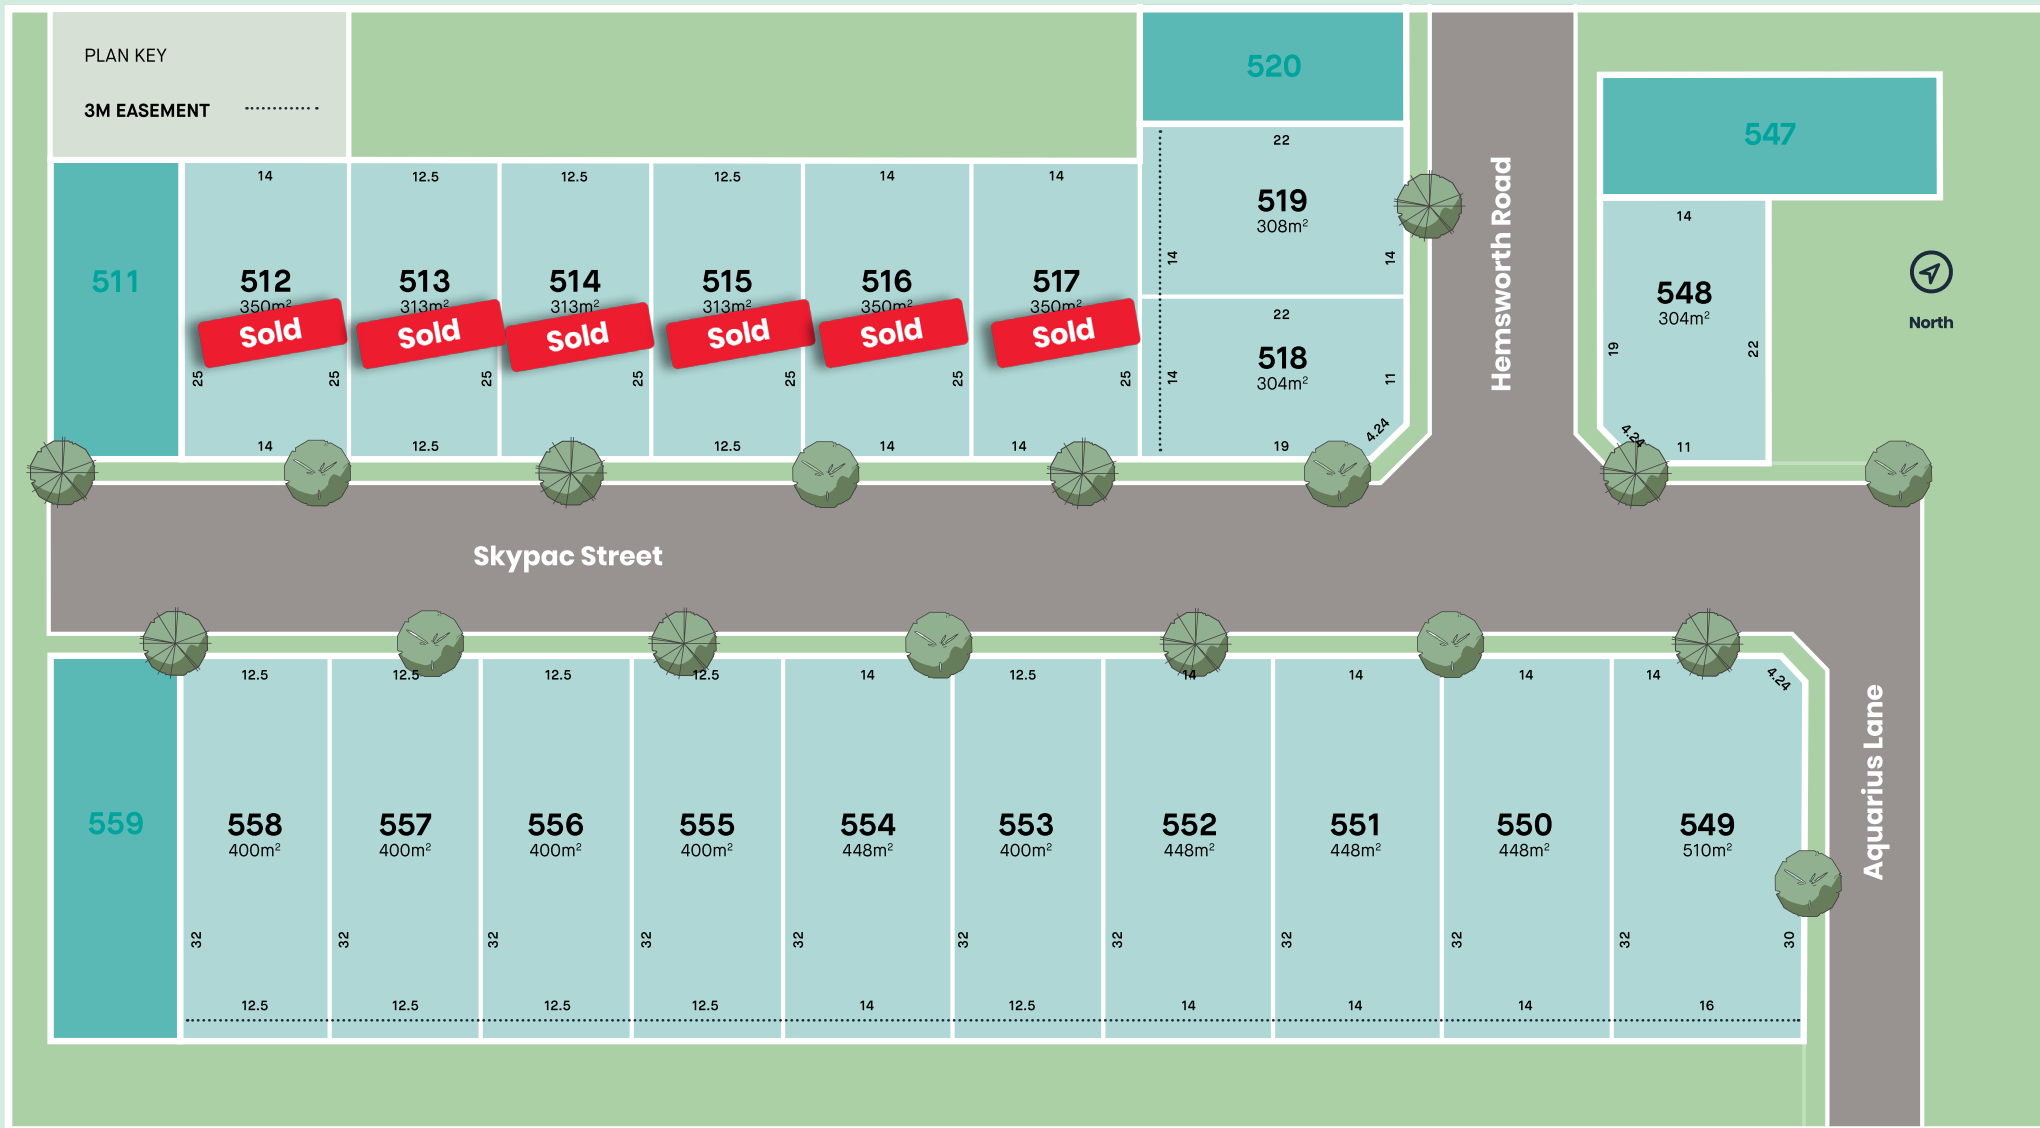 PLAN KEY
3M EASEMENT
520
547
511
14
512
350m²
Sold
25
25
14
12.5
513
313m²
Sold
25
12.5
12.5
514
313m²
Sold
25
12.5
515
313m²
Sold
25
12.5
14
516
350m²
Sold
25
14
14
517
350m²
Sold
25
14
22
519
308m²
14
14
22
518
304m²
14
11
4.24
19
Hemsworth Road
14
548
304m²
19
22
4.24
11
North
Skypac Street
559
12.5
558
400m²
32
12.5
12.5
557
400m²
32
12.5
12.5
556
400m²
32
12.5
12.5
555
400m²
32
12.5
14
554
448m²
32
14
12.5
553
400m²
32
12.5
14
552
448m²
32
14
14
551
448m²
32
14
14
550
448m²
32
14
14
4.24
549
510m²
32
30
16
Aquarius Lane